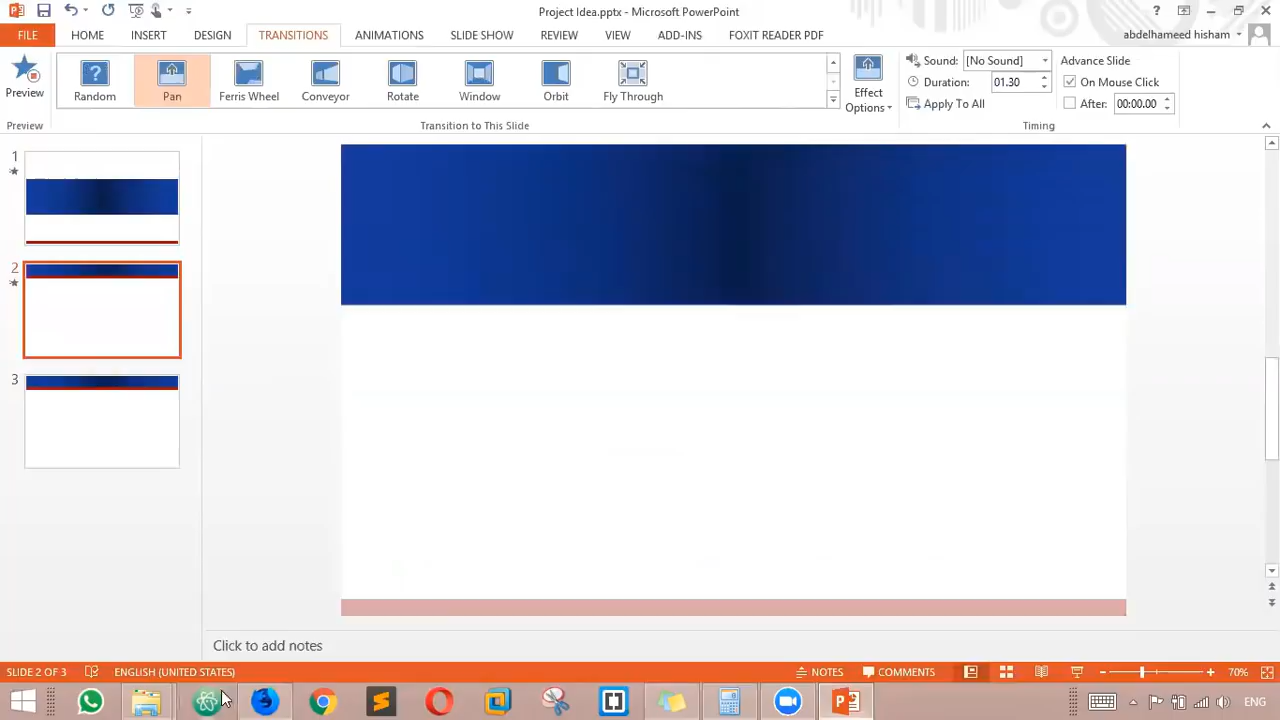 Project Idea.pptx - Microsoft PowerPoint
?
FILE
HOME
INSERT
DESIGN
TRANSITIONS
ANIMATIONS
SLIDE SHOW
REVIEW
VIEW
ADD-INS
FOXIT READER PDF
abdelhameed hisham
Preview
Random
Pan
Ferris Wheel
Conveyor
Rotate
Window
Orbit
Fly Through
Effect
Options
Sound: [No Sound]
Duration: 01.30
Apply To All
Advance Slide
On Mouse Click
After: 00:00.00
Preview
Transition to This Slide
Timing
1
2
3
Click to add notes
SLIDE 2 OF 3
ENGLISH (UNITED STATES)
NOTES
COMMENTS
70%
ENG